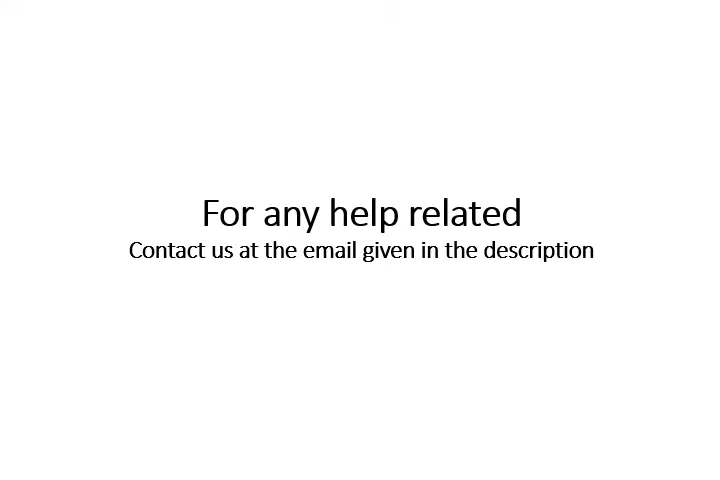 For any help related
Contact us at the email given in the description